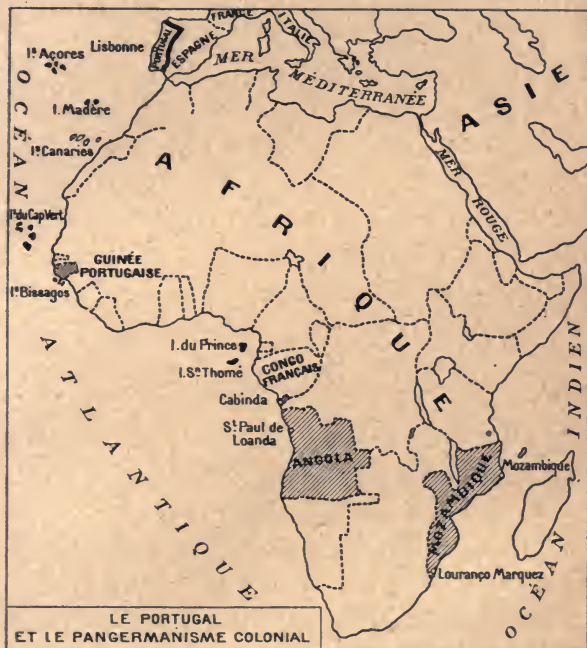 FRANCE
ITALIE
Lisbonne
PORTUGAL
ESPAGNE
Is Açores
MER
MÉDITERRANÉE
ASIE
OCÉAN
I. Madère
Is Canaries
AFRIQUE
MER
ROUGE
Is du Cap Vert
GUINÉE
PORTUGAISE
Is Bissagos
ATLANTIQUE
I. du Prince
I. St Thomé
CONGO
FRANÇAIS
Cabinda
St Paul de
Loanda
ANGOLA
Mozambique
MOZAMBIQUE
OCÉAN INDIEN
Lourenço Marquez
LE PORTUGAL
ET LE PANGERMANISME COLONIAL